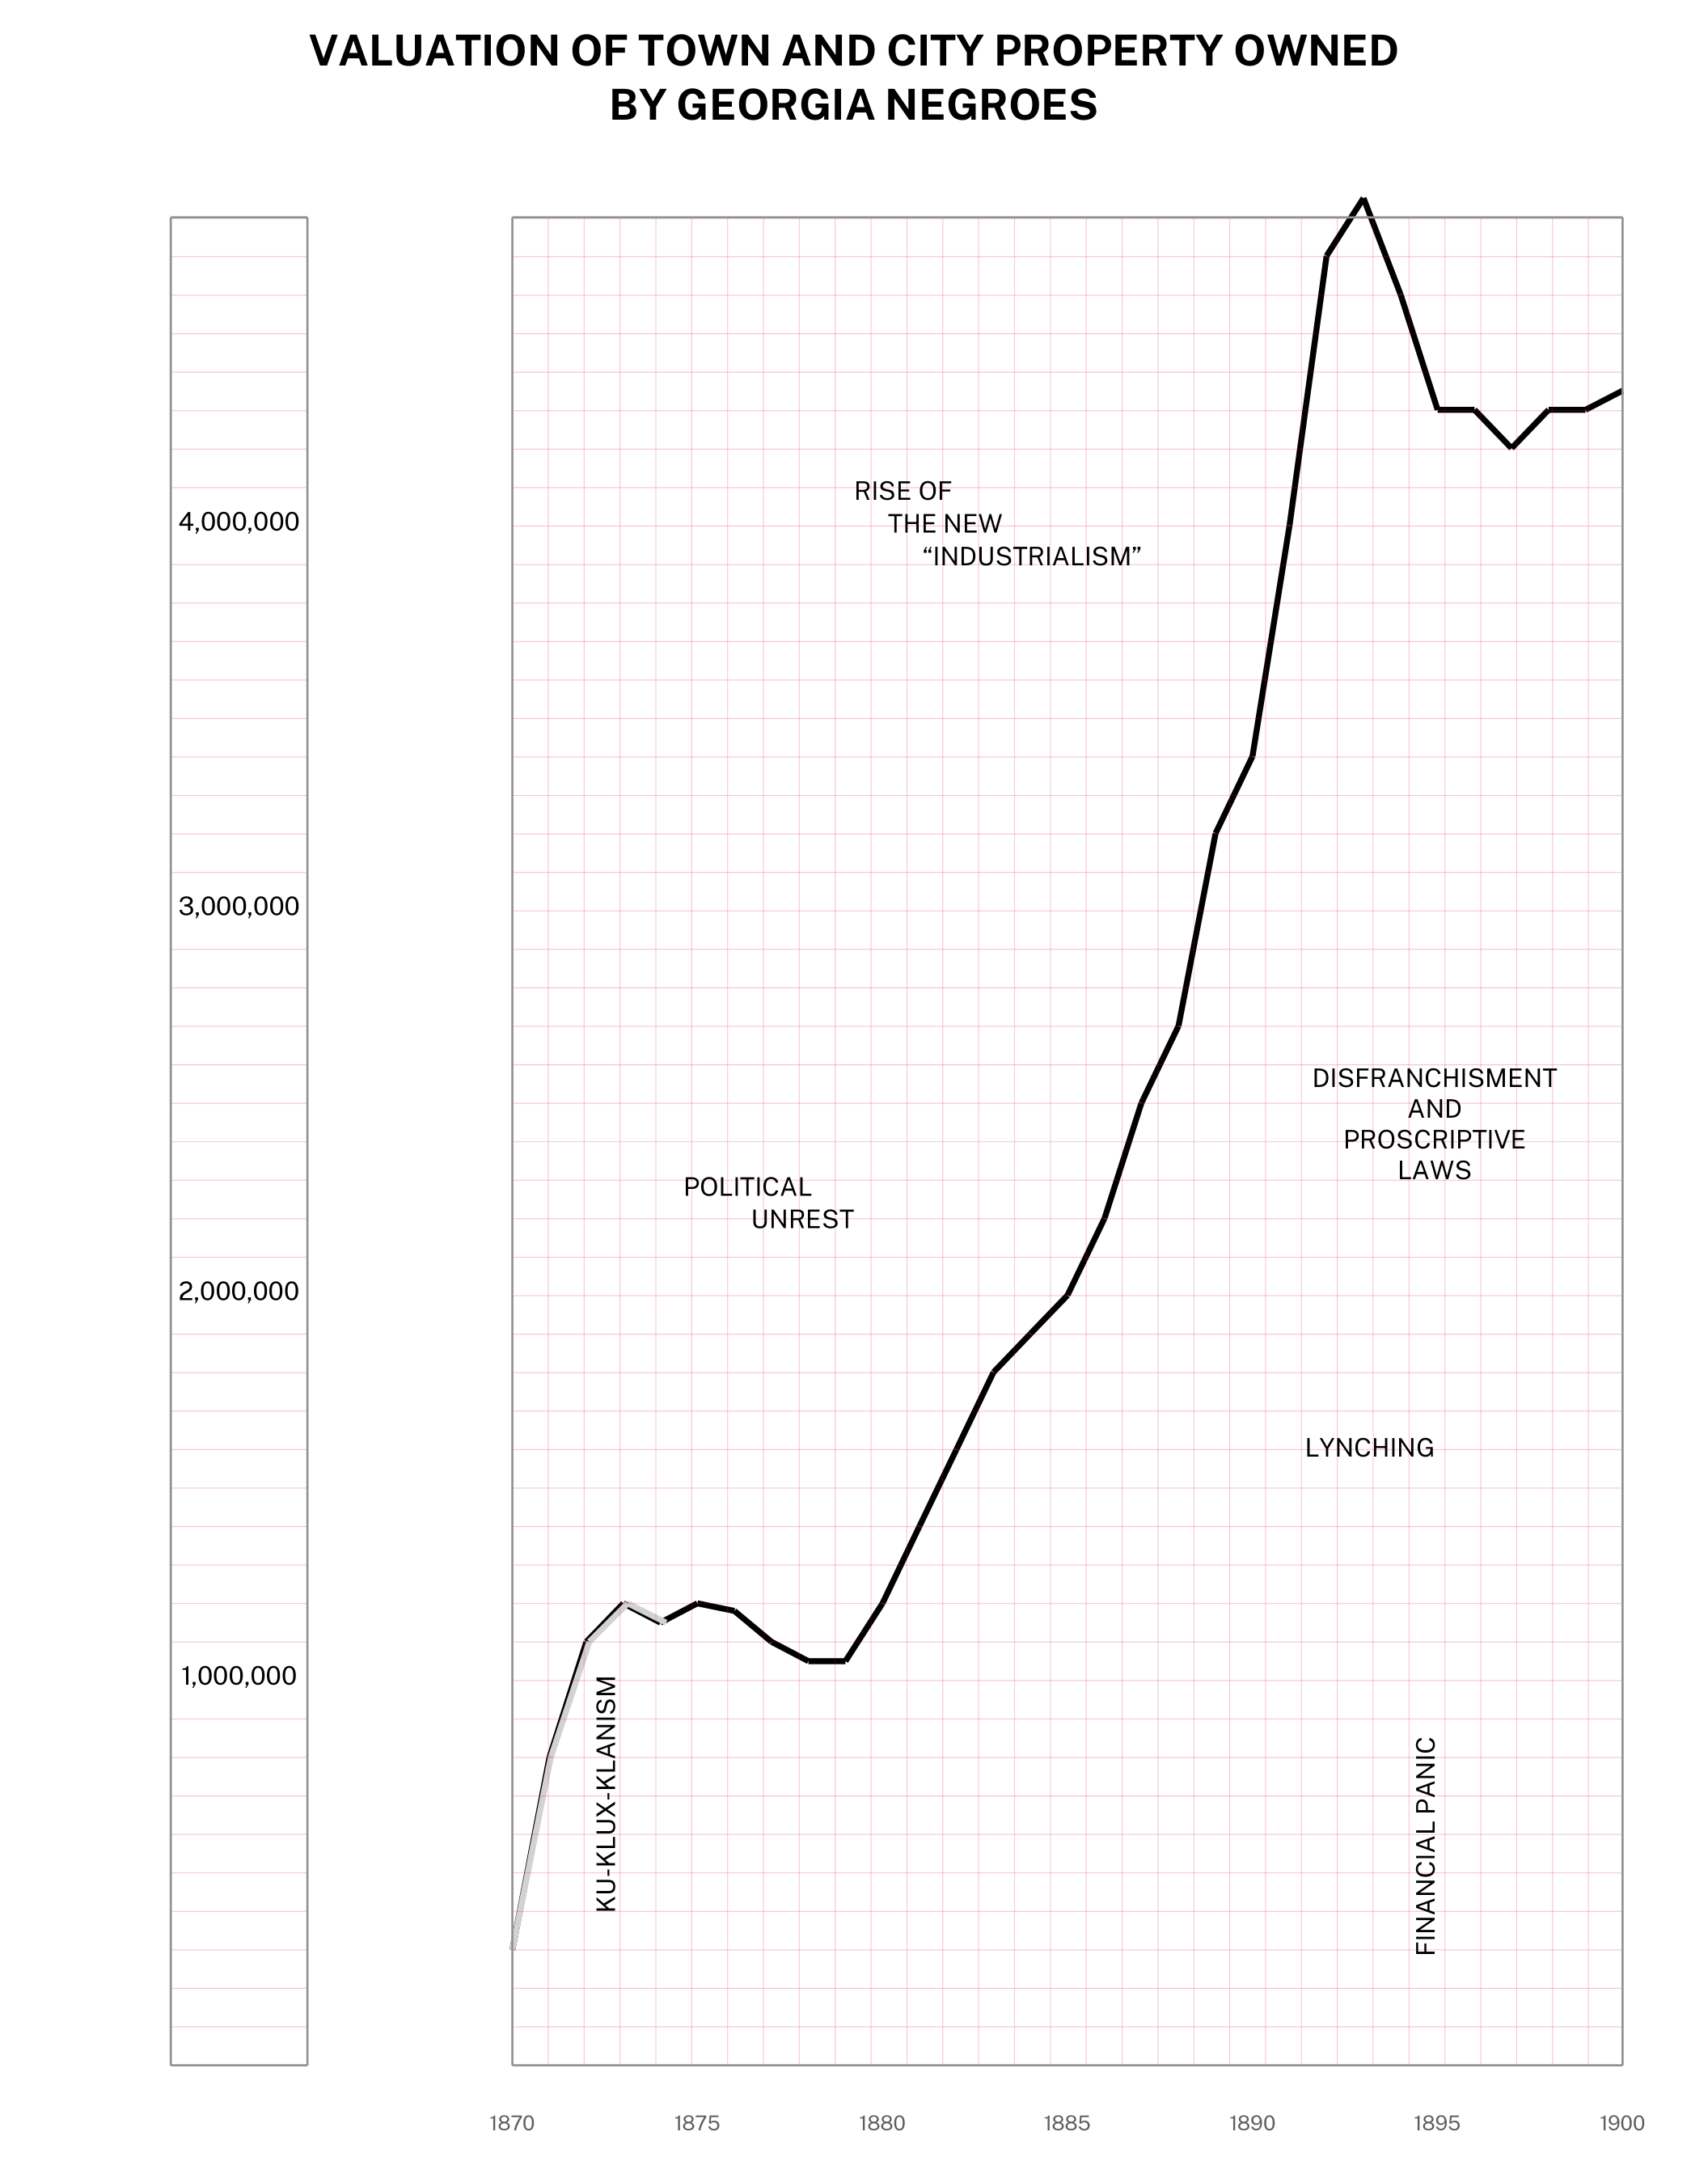 VALUATION OF TOWN AND CITY PROPERTY OWNED
BY GEORGIA NEGROES
4,000,000
3,000,000
2,000,000
1,000,000
RISE OF
THE NEW
“INDUSTRIALISM”
POLITICAL
UNREST
DISFRANCHISMENT
AND
PROSCRIPTIVE
LAWS
LYNCHING
KU-KLUX-KLANISM
FINANCIAL PANIC
1870 1875 1880 1885 1890 1895 1900